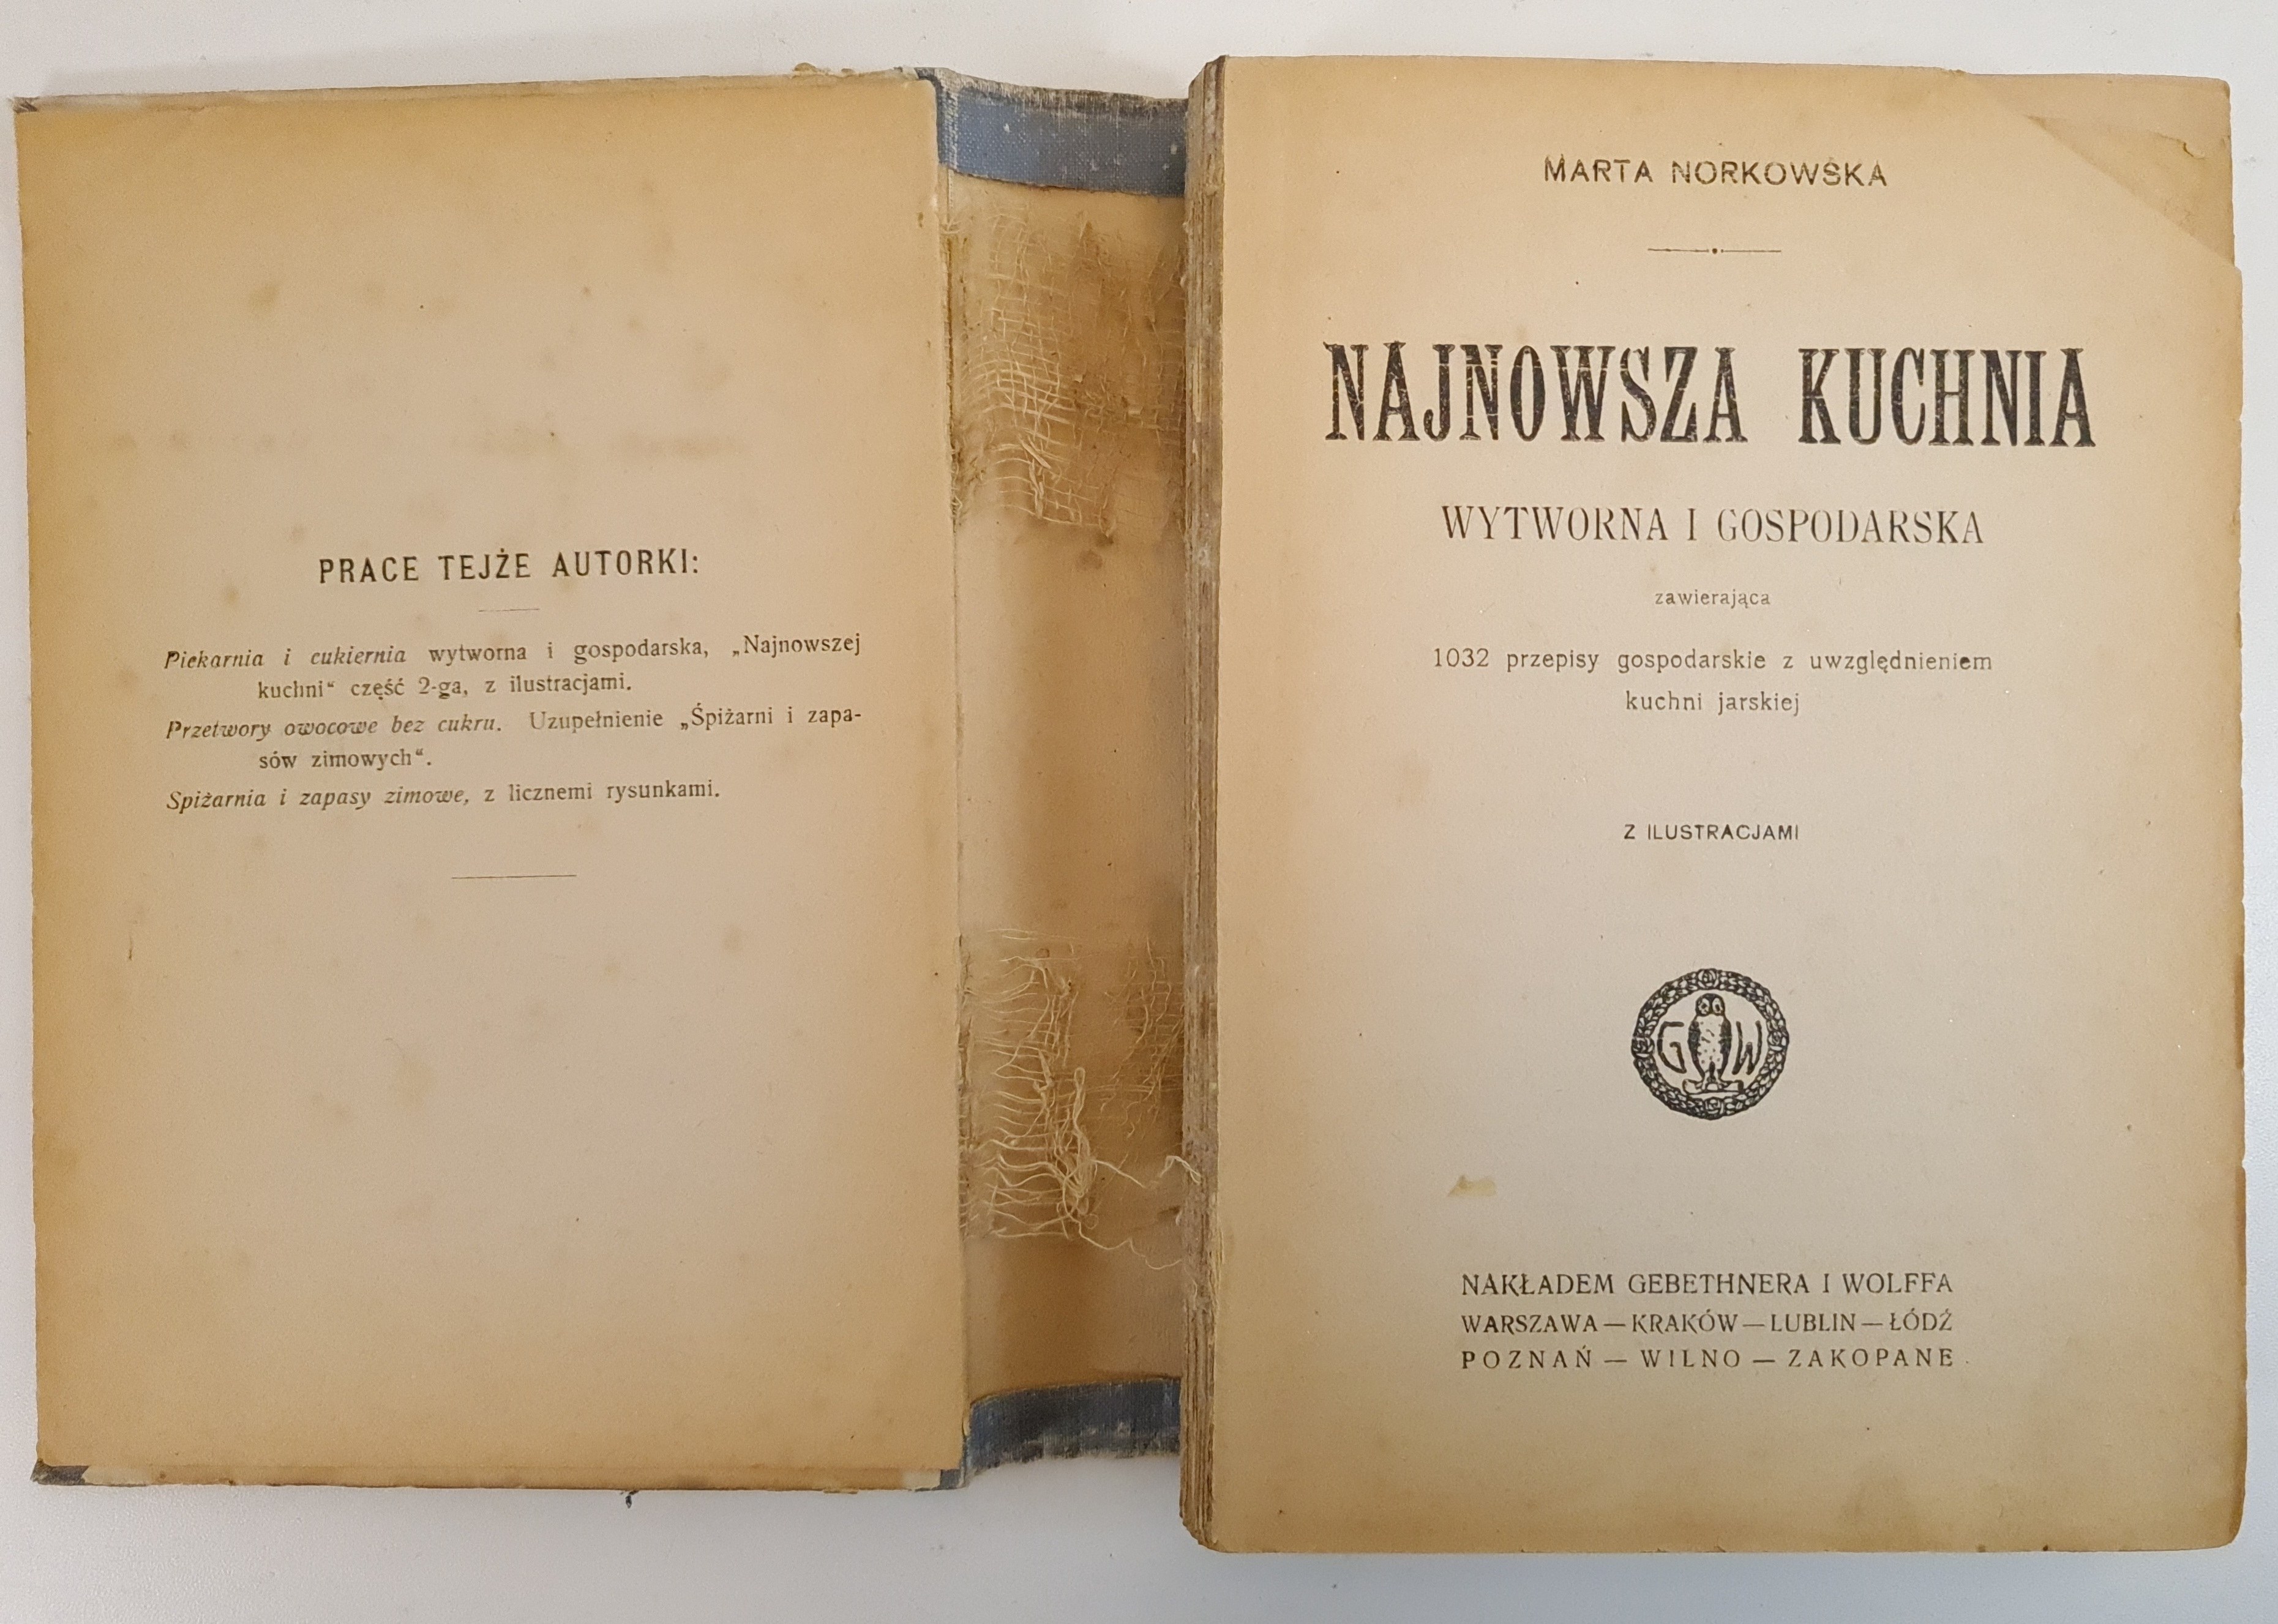 PRACE TEJŻE AUTORKI:
Piekarnia i cukiernia wytworna i gospodarska, „Najnowszej
kuchni“ część 2-ga, z ilustracjami.
Przetwory owocowe bez cukru. Uzupełnienie „Śpiżarni i zapa-
sów zimowych“.
Spiżarnia i zapasy zimowe, z licznemi rysunkami.
MARTA NORKOWSKA
NAJNOWSZA KUCHNIA
WYTWORNA I GOSPODARSKA
zawierająca
1032 przepisy gospodarskie z uwzględnieniem
kuchni jarskiej
Z ILUSTRACJAMI
G W
NAKŁADEM GEBETHNERA I WOLFFA
WARSZAWA — KRAKÓW — LUBLIN — ŁÓDŹ
POZNAŃ — WILNO — ZAKOPANE